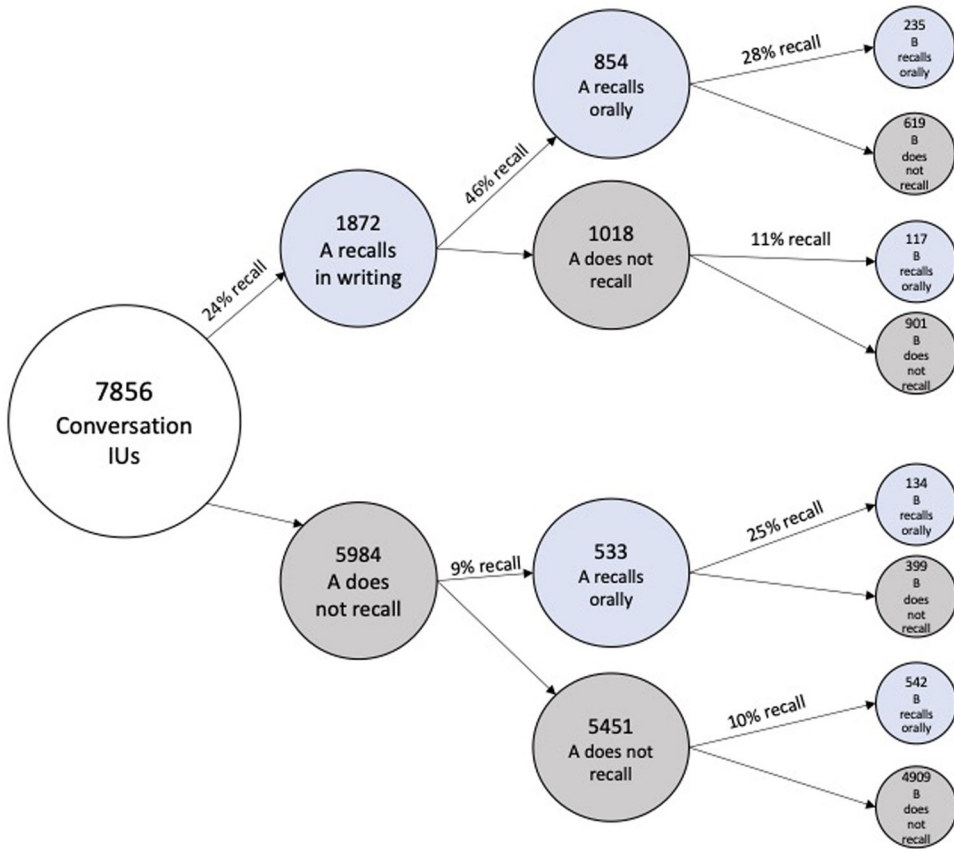 7856
Conversation
IUs
24% recall
1872
A recalls
in writing
46% recall
854
A recalls
orally
28% recall
235
B
recalls
orally
619
B
does
not
recall
1018
A does not
recall
11% recall
117
B
recalls
orally
901
B
does
not
recall
5984
A does
not recall
9% recall
533
A recalls
orally
25% recall
134
B
recalls
orally
399
B
does
not
recall
5451
A does not
recall
10% recall
542
B
recalls
orally
4909
B
does
not
recall